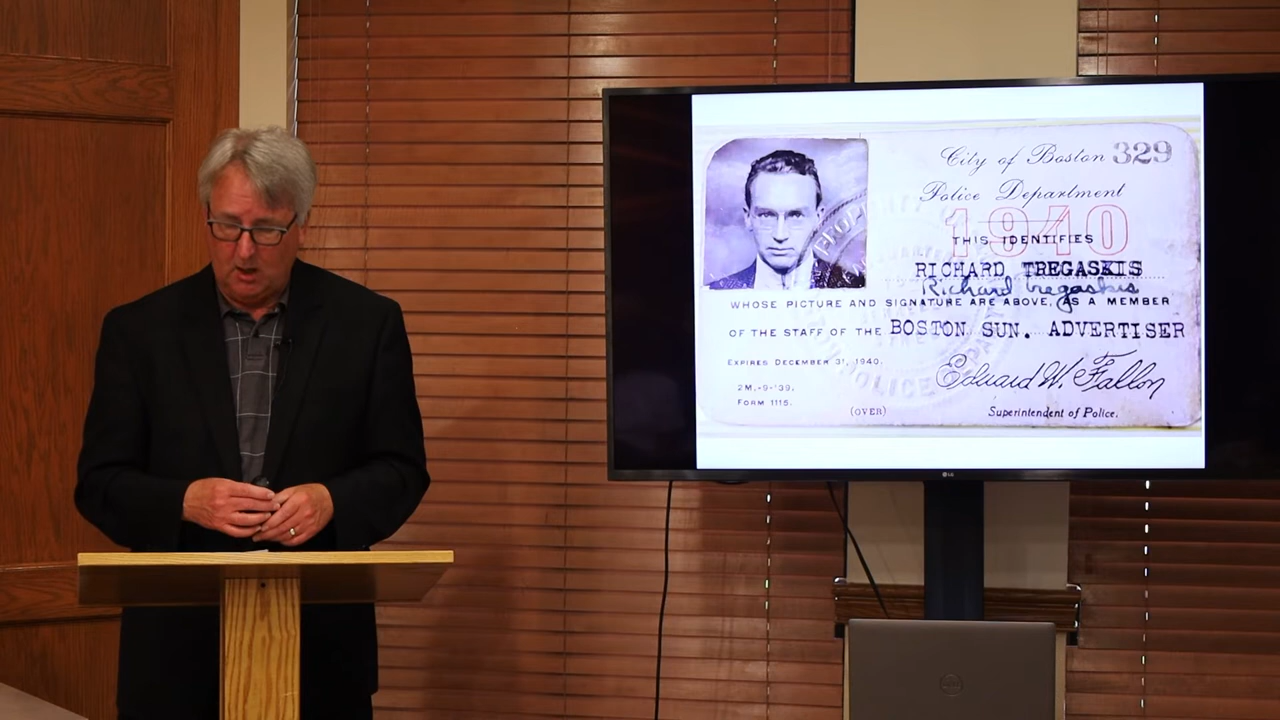 City of Boston 329
Police Department
1940
THIS IDENTIFIES
RICHARD TREGASKIS
Richard Tregaskis
WHOSE PICTURE AND SIGNATURE ARE ABOVE, AS A MEMBER
OF THE STAFF OF THE BOSTON SUN. ADVERTISER
EXPIRES DECEMBER 31, 1940.
2M.-9-'39.
FORM 1115.
(OVER)
Edward W. Fallon
Superintendent of Police.
LG
DELL